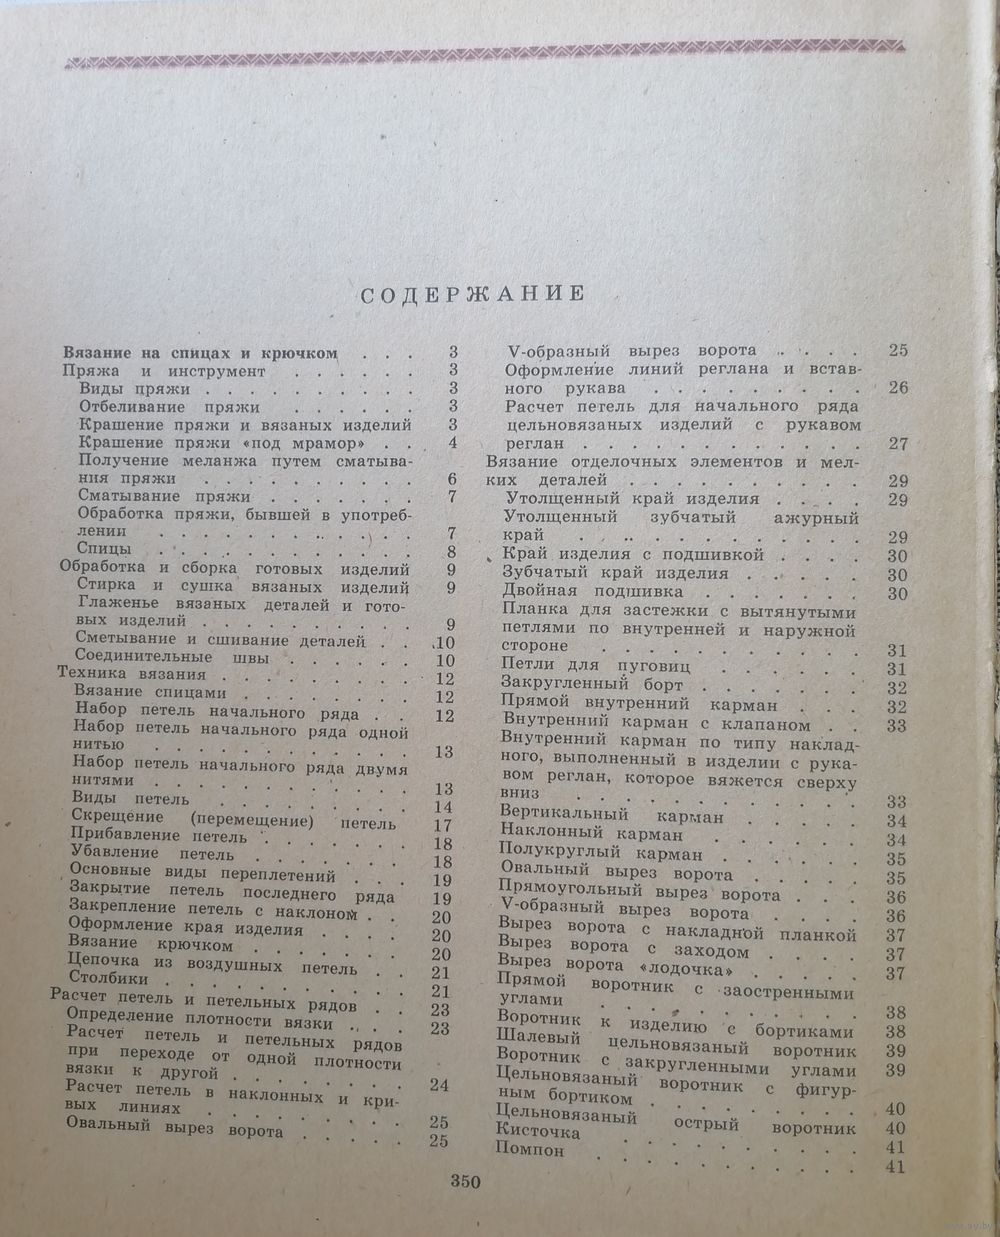 СОДЕРЖАНИЕ
Вязание на спицах и крючком . . . 3
Пряжа и инструмент . . . . . . 3
Виды пряжи . . . . . . . . . . 3
Отбеливание пряжи . . . . . . 3
Крашение пряжи и вязаных изделий 3
Крашение пряжи «под мрамор» . . 4
Получение меланжа путем сматыва-
ния пряжи . . . . . . . . . . 6
Сматывание пряжи . . . . . . . 7
Обработка пряжи, бывшей в употреб-
лении . . . . . . . . . . . 7
Спицы . . . . . . . . . . . 8
Обработка и сборка готовых изделий 9
Стирка и сушка вязаных изделий 9
Глаженье вязаных деталей и гото-
вых изделий . . . . . . . . . 9
Сметывание и сшивание деталей . . 10
Соединительные швы . . . . . . 10
Техника вязания . . . . . . . . 12
Вязание спицами . . . . . . . . 12
Набор петель начального ряда . . 12
Набор петель начального ряда одной
нитью . . . . . . . . . . . 13
Набор петель начального ряда двумя
нитями . . . . . . . . . . . 13
Виды петель . . . . . . . . 14
Скрещение (перемещение) петель 17
Прибавление петель . . . . . . 18
Убавление петель . . . . . . 18
Основные виды переплетений . . . 19
Закрытие петель последнего ряда 19
Закрепление петель с наклоном . . 20
Оформление края изделия . . . . 20
Вязание крючком . . . . . . 20
Цепочка из воздушных петель . . 21
Столбики . . . . . . . . . 21
Расчет петель и петельных рядов . . 23
Определение плотности вязки . . . 23
Расчет петель и петельных рядов
при переходе от одной плотности
вязки к другой . . . . . . . 24
Расчет петель в наклонных и кри-
вых линиях . . . . . . . . 25
Овальный вырез ворота . . . . 25
V-образный вырез ворота . . . . . 25
Оформление линий реглана и встав-
ного рукава . . . . . . . . . 26
Расчет петель для начального ряда
цельновязаных изделий с рукавом
реглан . . . . . . . . . . . . 27
Вязание отделочных элементов и мел-
ких деталей . . . . . . . . . . 29
Утолщенный край изделия . . . . 29
Утолщенный зубчатый ажурный
край . . . . . . . . . . . . 29
Край изделия с подшивкой . . . . 30
Зубчатый край изделия . . . . . . 30
Двойная подшивка . . . . . . . 30
Планка для застежки с вытянутыми
петлями по внутренней и наружной
стороне . . . . . . . . . . . 31
Петли для пуговиц . . . . . . 31
Закругленный борт . . . . . . . 32
Прямой внутренний карман . . . 32
Внутренний карман с клапаном . . 33
Внутренний карман по типу наклад-
ного, выполненный в изделии с рука-
вом реглан, которое вяжется сверху
вниз . . . . . . . . . . . . 33
Вертикальный карман . . . . . 34
Наклонный карман . . . . . . 34
Полукруглый карман . . . . . . 35
Овальный вырез ворота . . . . . 35
Прямоугольный вырез ворота . . . 36
V-образный вырез ворота . . . . 36
Вырез ворота с накладной планкой 37
Вырез ворота с заходом . . . . 37
Вырез ворота «лодочка» . . . . . 37
Прямой воротник с заостренными
углами . . . . . . . . . . . 38
Воротник к изделию с бортиками 38
Шалевый цельновязаный воротник 39
Воротник с закругленными углами 39
Цельновязаный воротник с фигур-
ным бортиком . . . . . . . . . 40
Цельновязаный острый воротник 40
Кисточка . . . . . . . . . . 41
Помпон . . . . . . . . . . . 41
350
www.ay.by